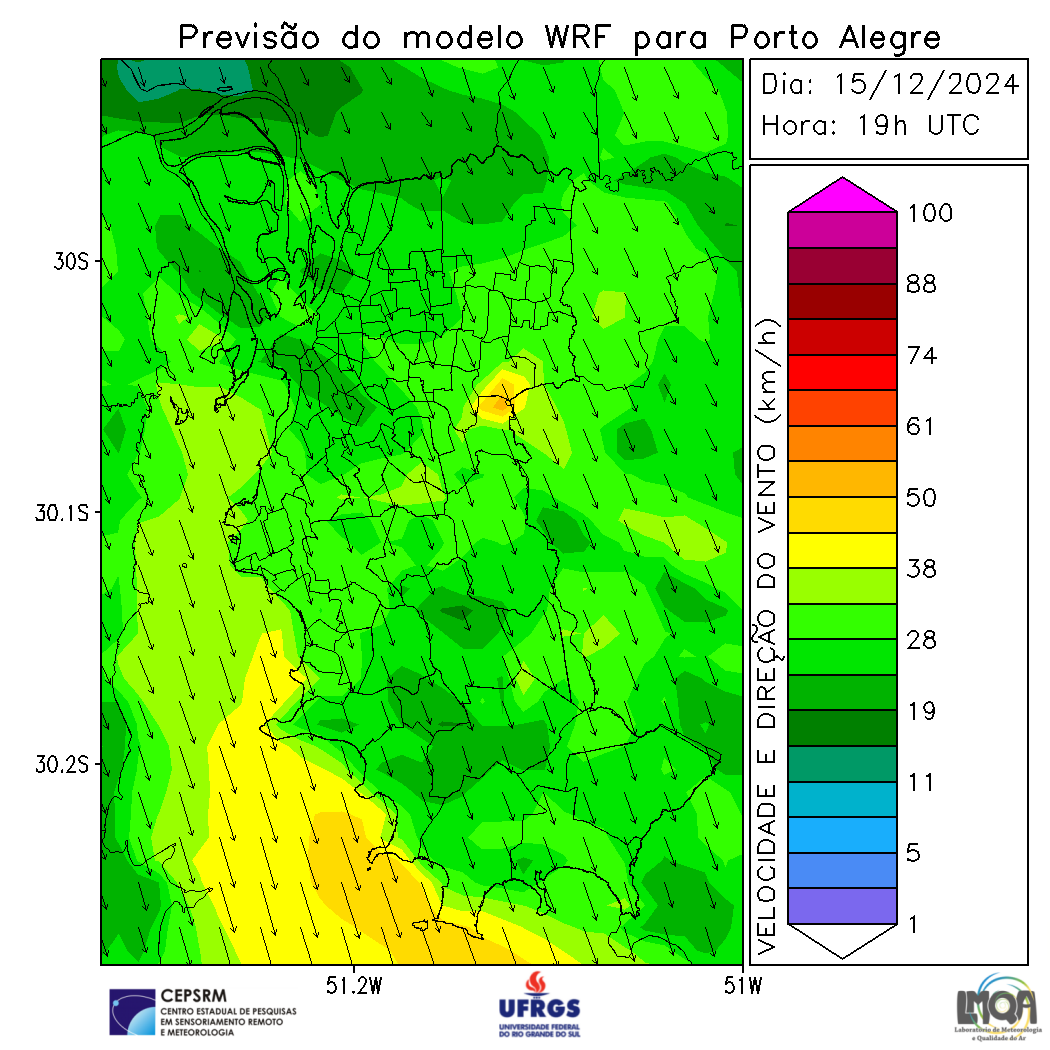 Previsão do modelo WRF para Porto Alegre
Dia: 15/12/2024
Hora: 19h UTC
30S
30.1S
30.2S
51.2W
51W
VELOCIDADE E DIREÇÃO DO VENTO (km/h)
100
88
74
61
50
38
28
19
11
5
1
CEPSRM
CENTRO ESTADUAL DE PESQUISAS
EM SENSORIAMENTO REMOTO
E METEOROLOGIA
UFRGS
UNIVERSIDADE FEDERAL
DO RIO GRANDE DO SUL
LMQA
Laboratório de Meteorologia
e Qualidade do Ar